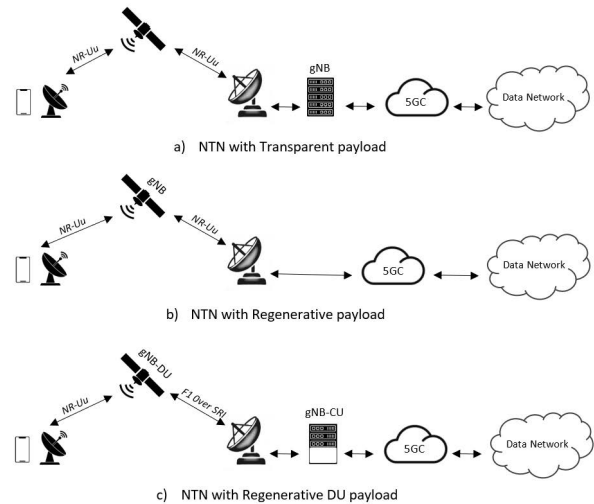 NR-Uu
NR-Uu
gNB
5GC
Data Network
a) NTN with Transparent payload
gNB
NR-Uu
NR-Uu
5GC
Data Network
b) NTN with Regenerative payload
gNB-DU
NR-Uu
F1 Over SRI
gNB-CU
5GC
Data Network
c) NTN with Regenerative DU payload